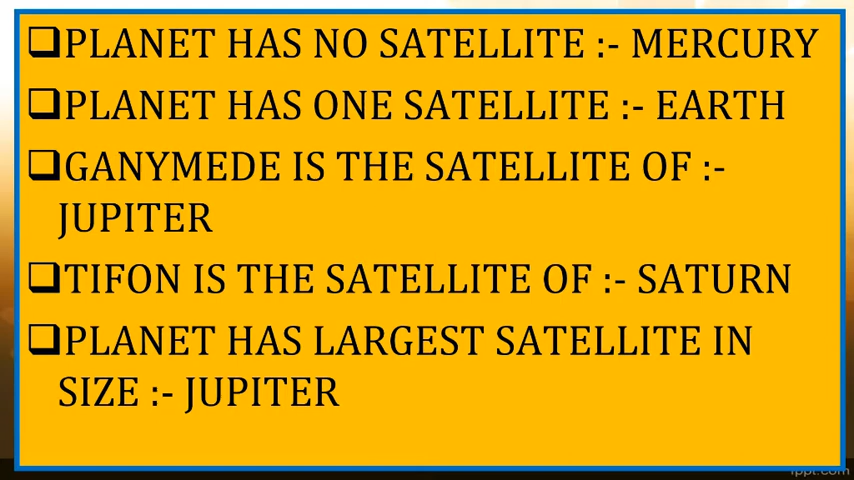 ❑PLANET HAS NO SATELLITE :- MERCURY
❑PLANET HAS ONE SATELLITE :- EARTH
❑GANYMEDE IS THE SATELLITE OF :-
JUPITER
❑TIFON IS THE SATELLITE OF :- SATURN
❑PLANET HAS LARGEST SATELLITE IN
SIZE :- JUPITER
fppt.com